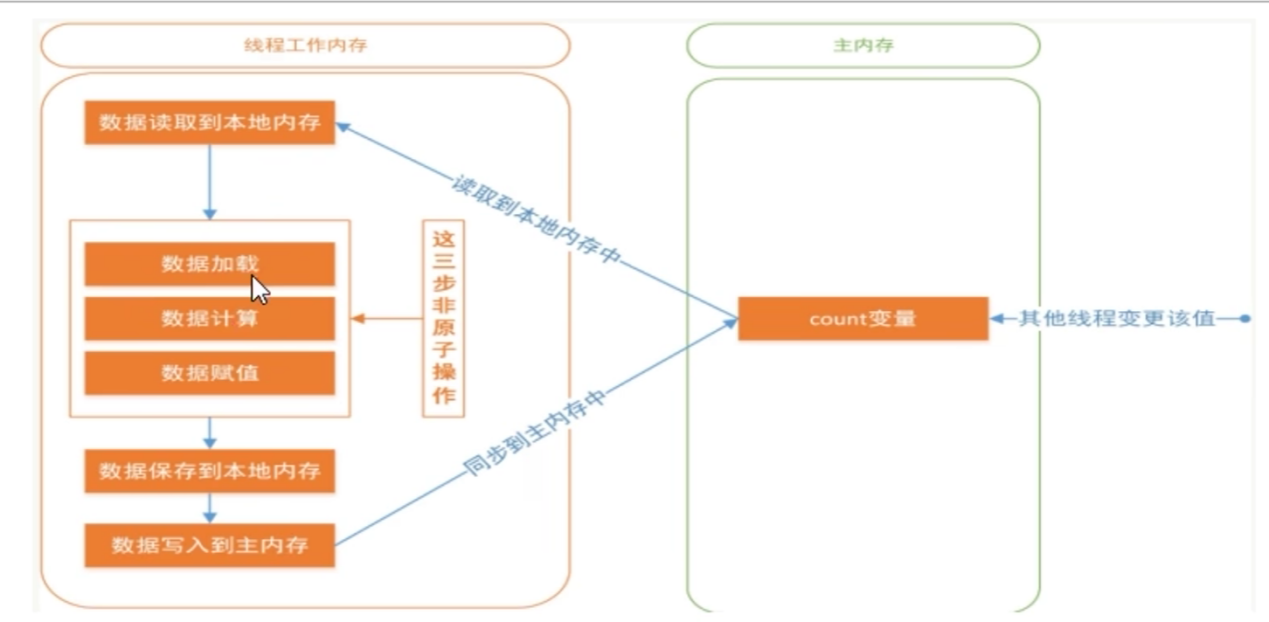 线程工作内存
主内存
数据读取到本地内存
读取到本地内存中
数据加载
数据计算
数据赋值
这三步非原子操作
count变量
其他线程变更该值
数据保存到本地内存
同步到主内存中
数据写入到主内存